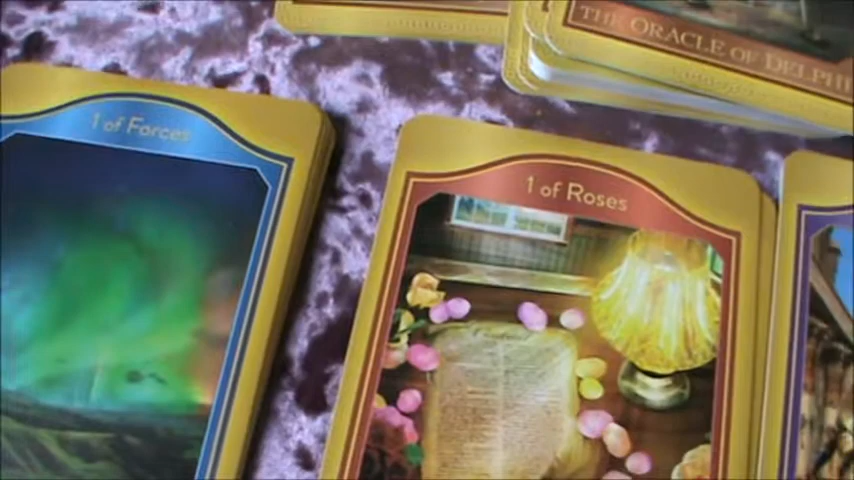 THE ORACLE OF DELPHI
1 of Forces
1 of Roses